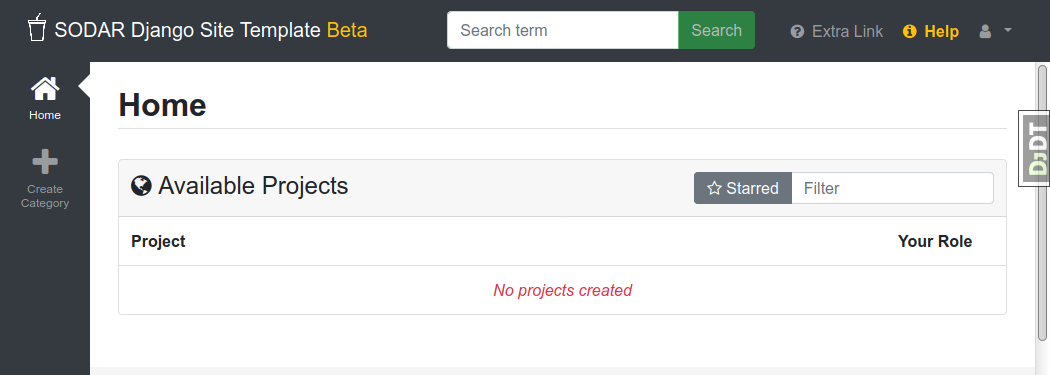 SODAR Django Site Template Beta
Search term
Search
Extra Link
Help
Home
Create
Category
Home
Available Projects
Starred
Filter
Project
Your Role
No projects created
DJDT